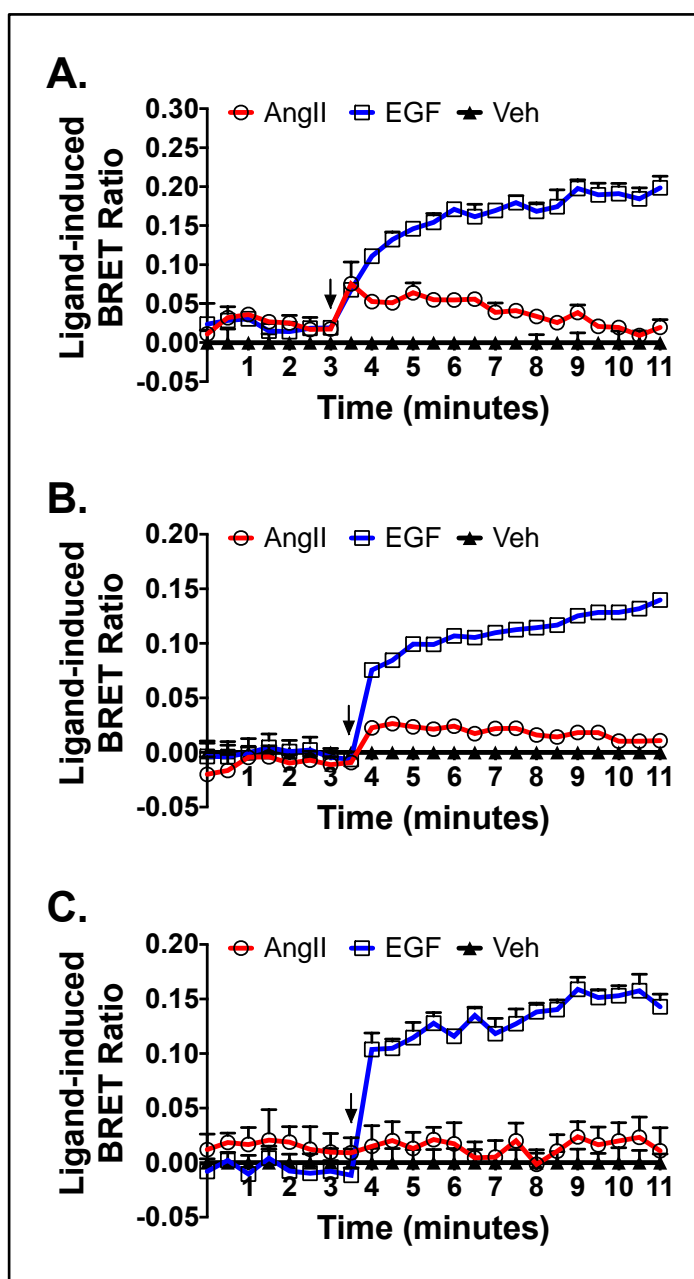 A.
AngII EGF Veh
0.30
0.25
0.20
0.15
0.10
0.05
0.00
-0.05
Ligand-induced
BRET Ratio
1 2 3 4 5 6 7 8 9 10 11
Time (minutes)
B.
AngII EGF Veh
0.20
0.15
0.10
0.05
0.00
-0.05
Ligand-induced
BRET Ratio
1 2 3 4 5 6 7 8 9 10 11
Time (minutes)
C.
AngII EGF Veh
0.20
0.15
0.10
0.05
0.00
-0.05
Ligand-induced
BRET Ratio
1 2 3 4 5 6 7 8 9 10 11
Time (minutes)